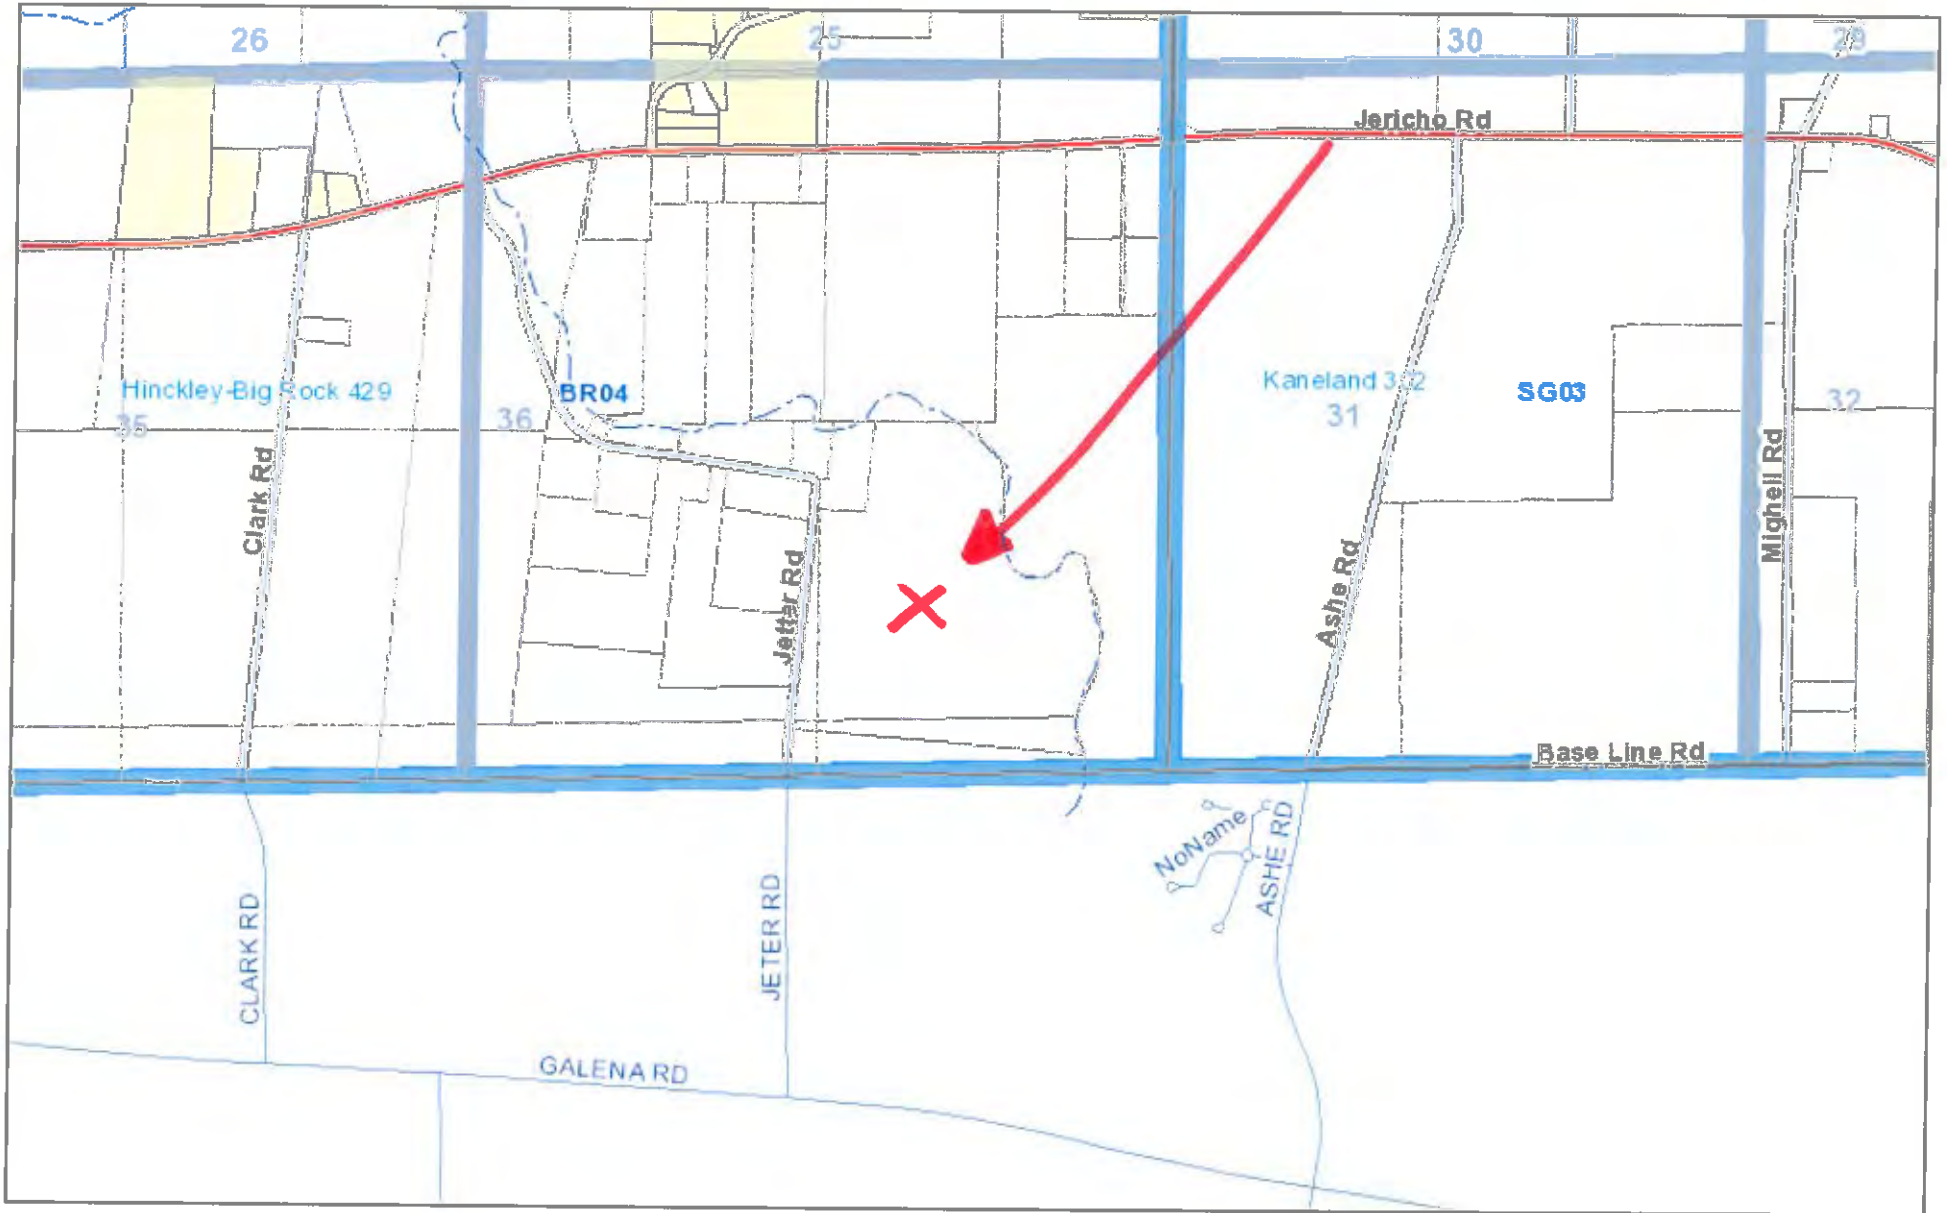 26
25
30
29
Jericho Rd
Hinckley-Big Rock 429
BR04
Kaneland 302
SG03
35
36
31
32
Clark Rd
Jetter Rd
Ashe Rd
Mighell Rd
Base Line Rd
NoName
ASHE RD
CLARK RD
JETER RD
GALENA RD